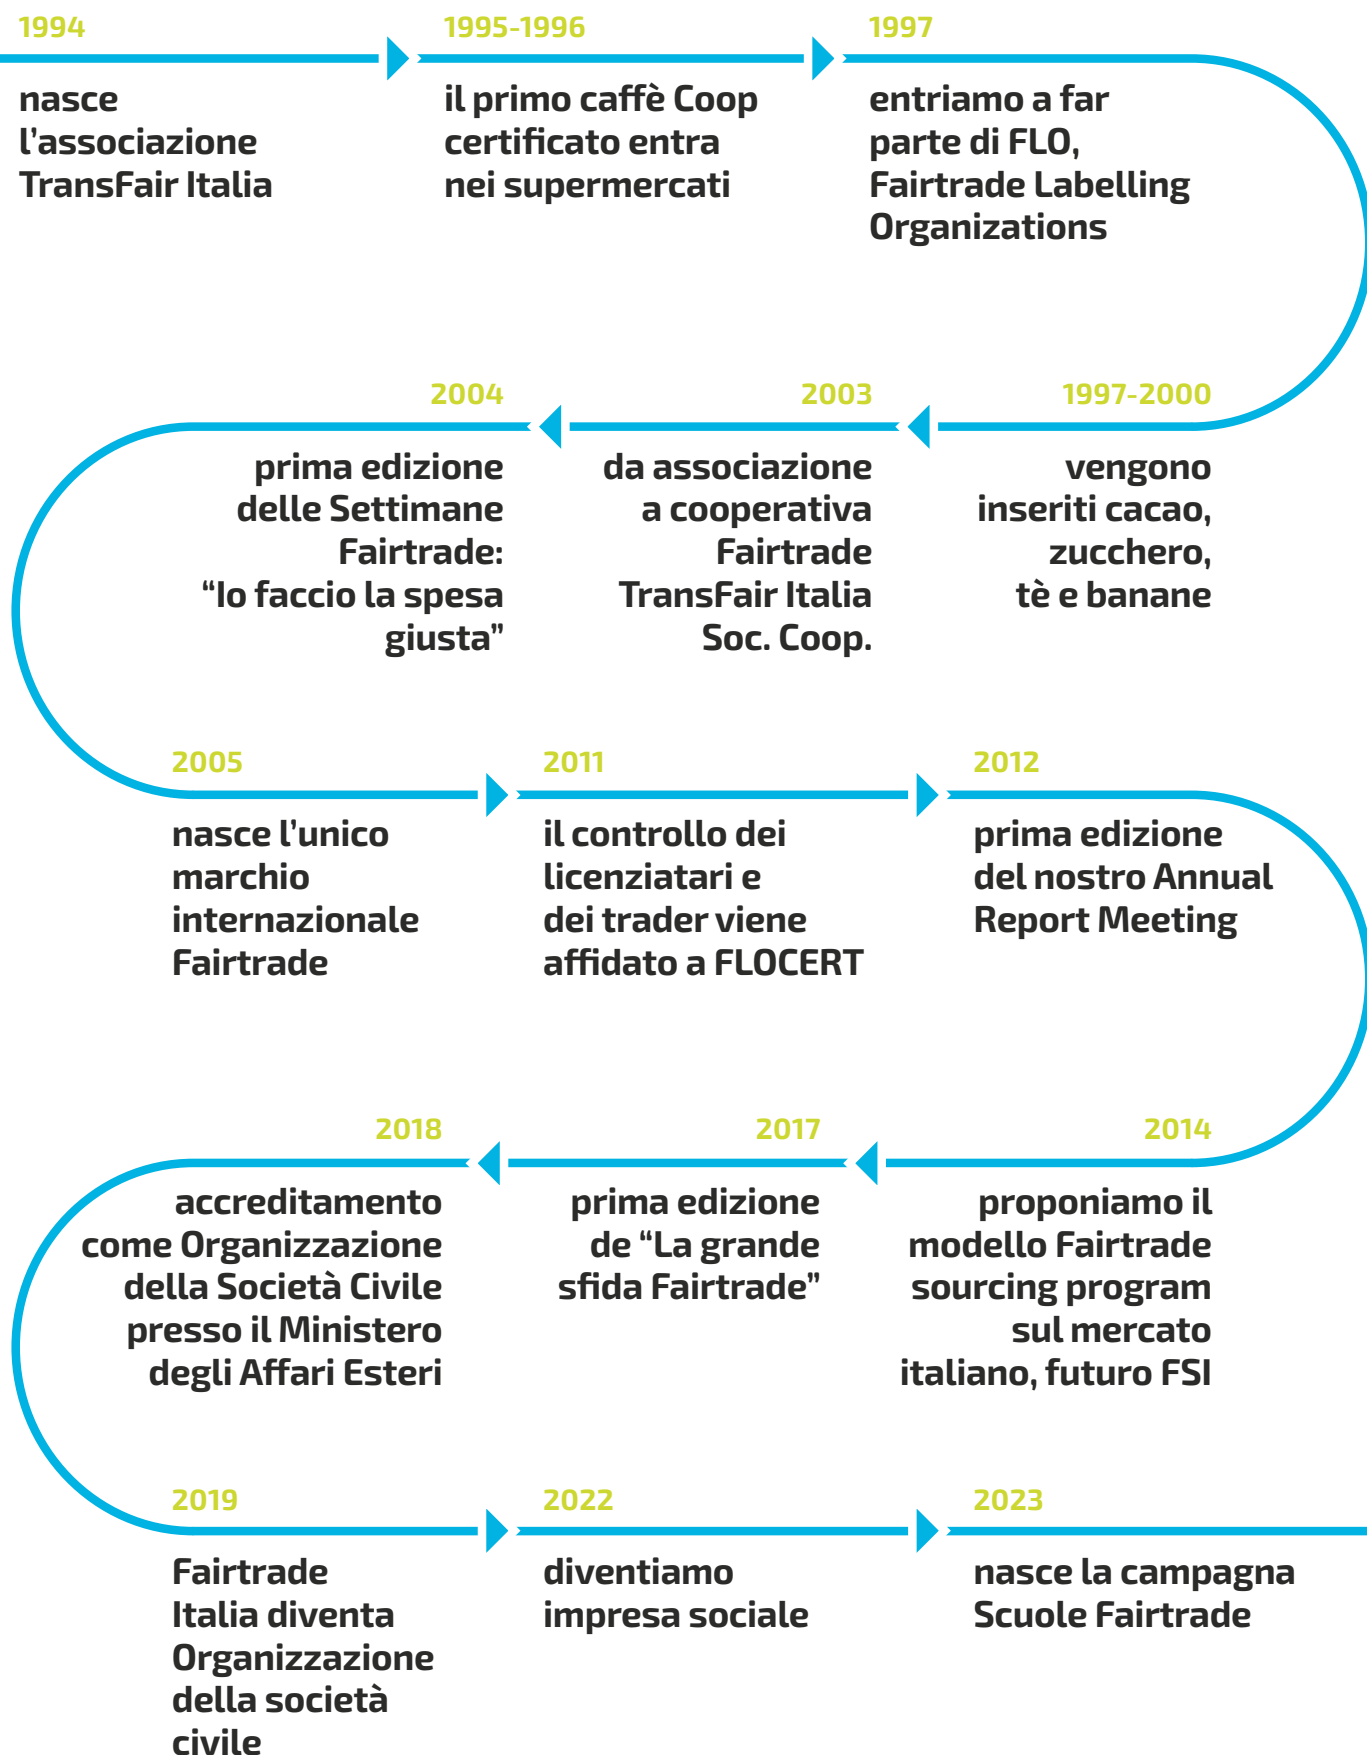 1994
nasce
l’associazione
TransFair Italia
1995-1996
il primo caffè Coop
certificato entra
nei supermercati
1997
entriamo a far
parte di FLO,
Fairtrade Labelling
Organizations
1997-2000
vengono
inseriti cacao,
zucchero,
tè e banane
2003
da associazione
a cooperativa
Fairtrade
TransFair Italia
Soc. Coop.
2004
prima edizione
delle Settimane
Fairtrade:
“Io faccio la spesa
giusta”
2005
nasce l’unico
marchio
internazionale
Fairtrade
2011
il controllo dei
licenziatari e
dei trader viene
affidato a FLOCERT
2012
prima edizione
del nostro Annual
Report Meeting
2014
proponiamo il
modello Fairtrade
sourcing program
sul mercato
italiano, futuro FSI
2017
prima edizione
de “La grande
sfida Fairtrade”
2018
accreditamento
come Organizzazione
della Società Civile
presso il Ministero
degli Affari Esteri
2019
Fairtrade
Italia diventa
Organizzazione
della società
civile
2022
diventiamo
impresa sociale
2023
nasce la campagna
Scuole Fairtrade